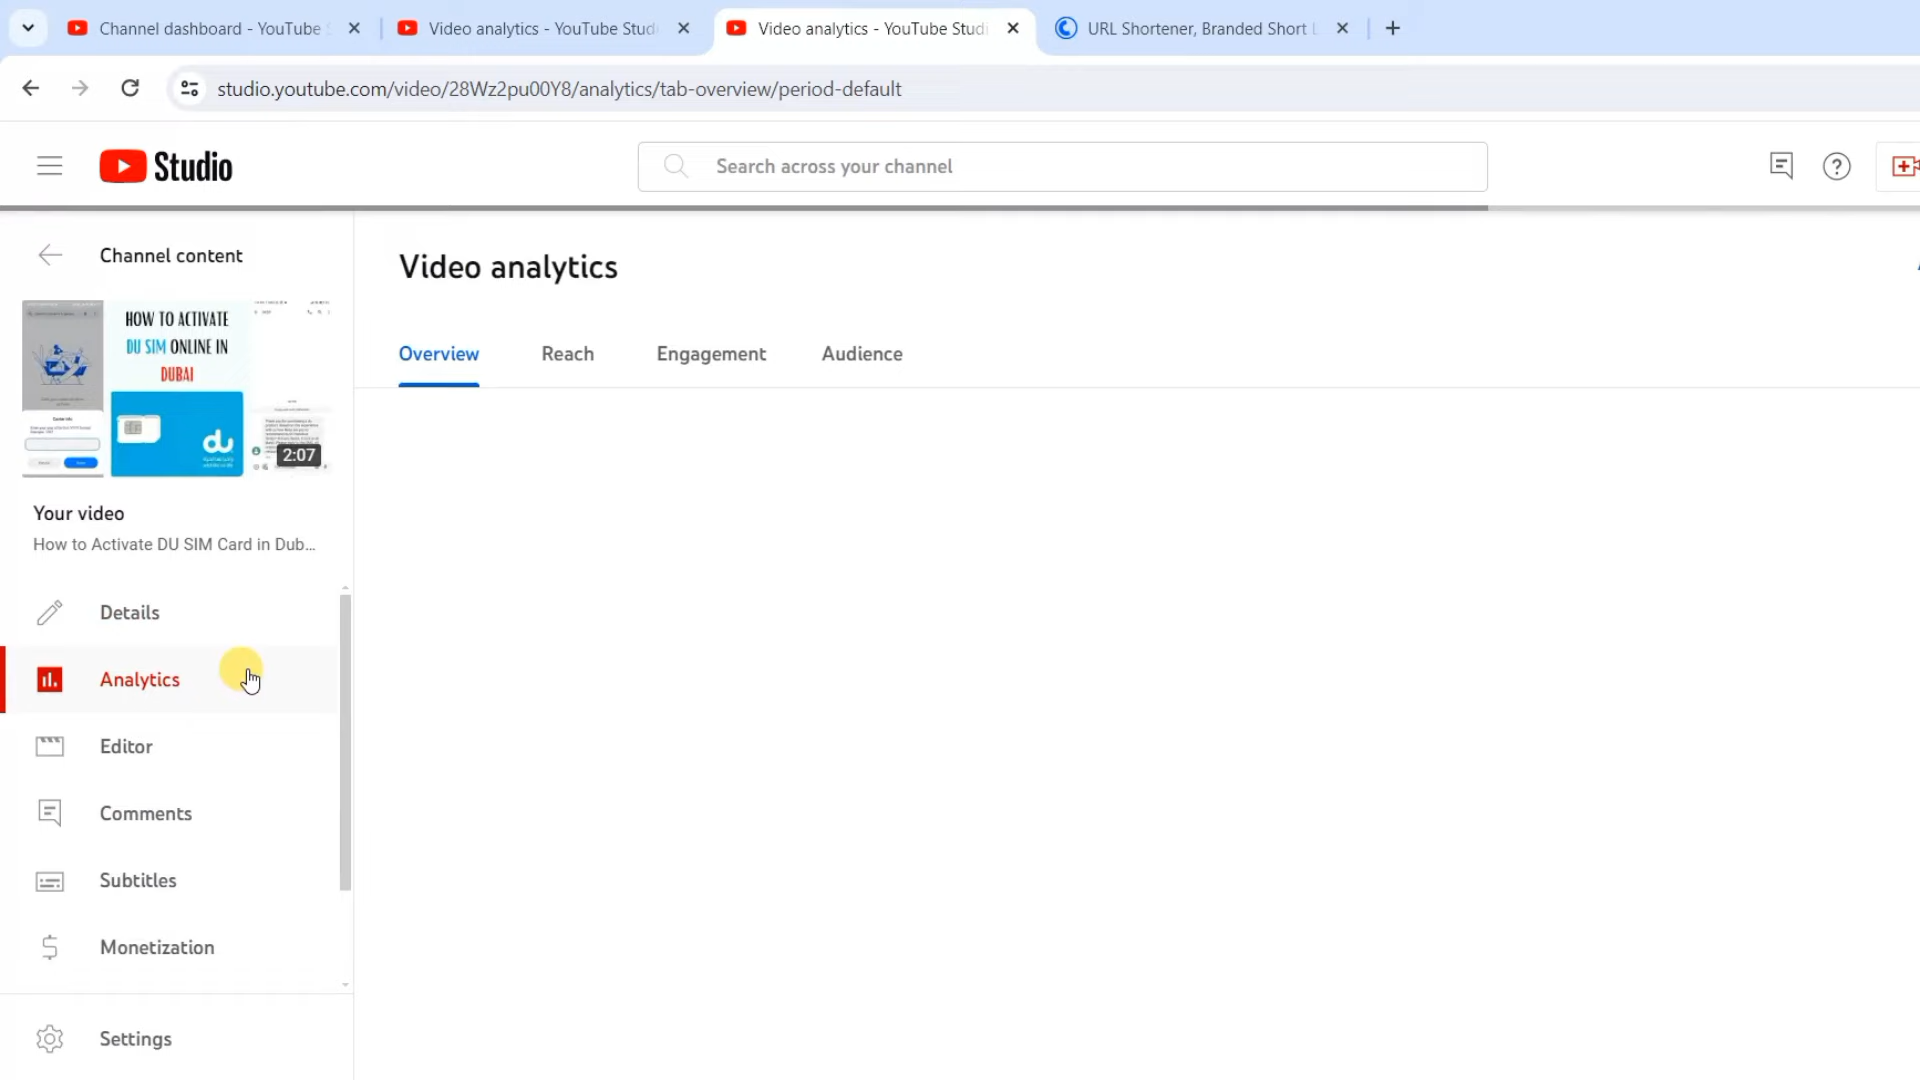 Channel dashboard - YouTube S
Video analytics - YouTube Stud
Video analytics - YouTube Studi
URL Shortener, Branded Short L
studio.youtube.com/video/28Wz2pu00Y8/analytics/tab-overview/period-default
Studio
Search across your channel
Channel content
Video analytics
HOW TO ACTIVATE
DU SIM ONLINE IN
DUBAI
du
2:07
Overview
Reach
Engagement
Audience
Your video
How to Activate DU SIM Card in Dub...
Details
Analytics
Editor
Comments
Subtitles
Monetization
Settings